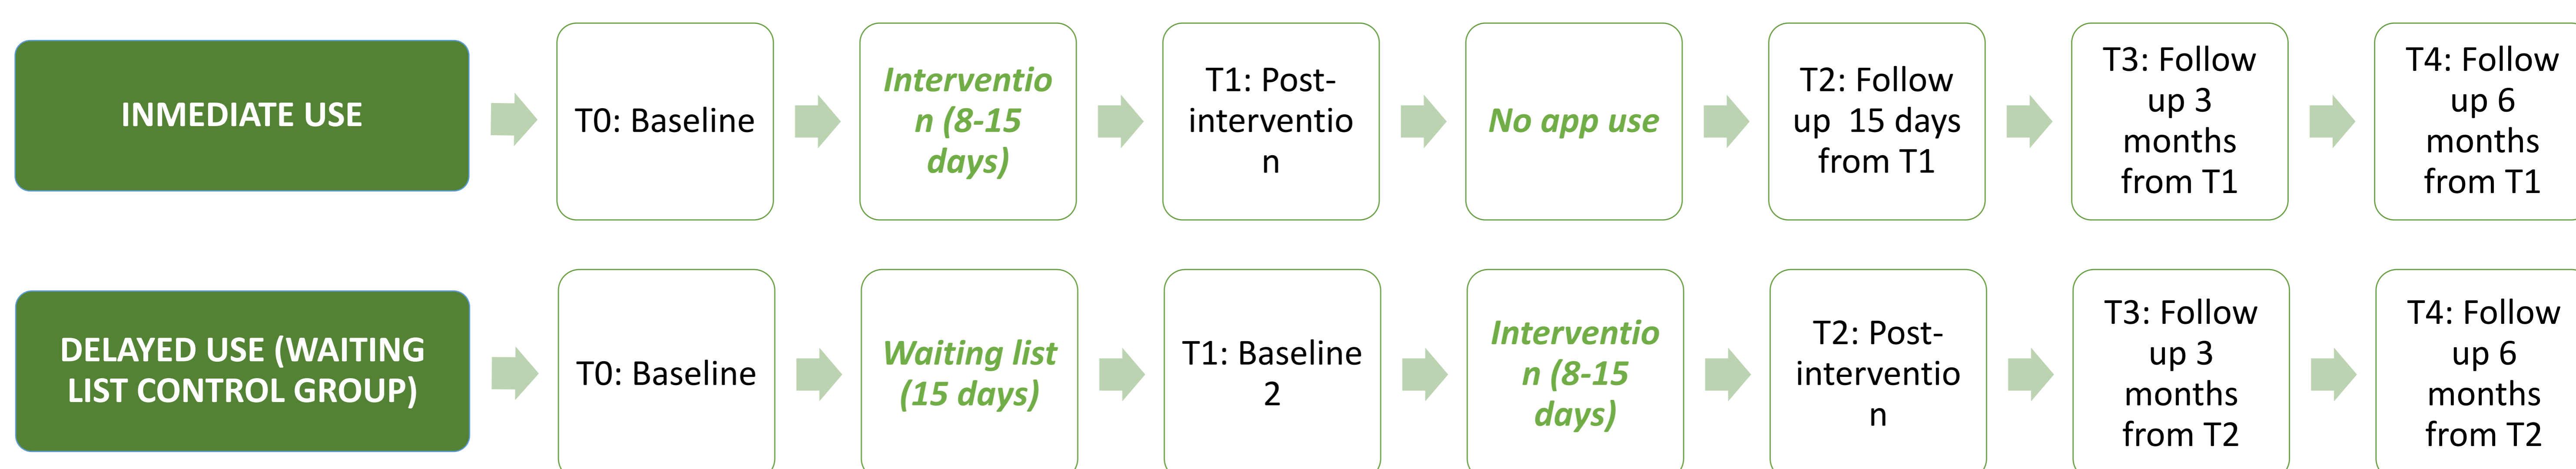 INMEDIATE USE
T0: Baseline
Interventio
n (8-15
days)
T1: Post-
interventio
n
No app use
T2: Follow
up 15 days
from T1
T3: Follow
up 3
months
from T1
T4: Follow
up 6
months
from T1
DELAYED USE (WAITING
LIST CONTROL GROUP)
T0: Baseline
Waiting list
(15 days)
T1: Baseline
2
Interventio
n (8-15
days)
T2: Post-
interventio
n
T3: Follow
up 3
months
from T2
T4: Follow
up 6
months
from T2